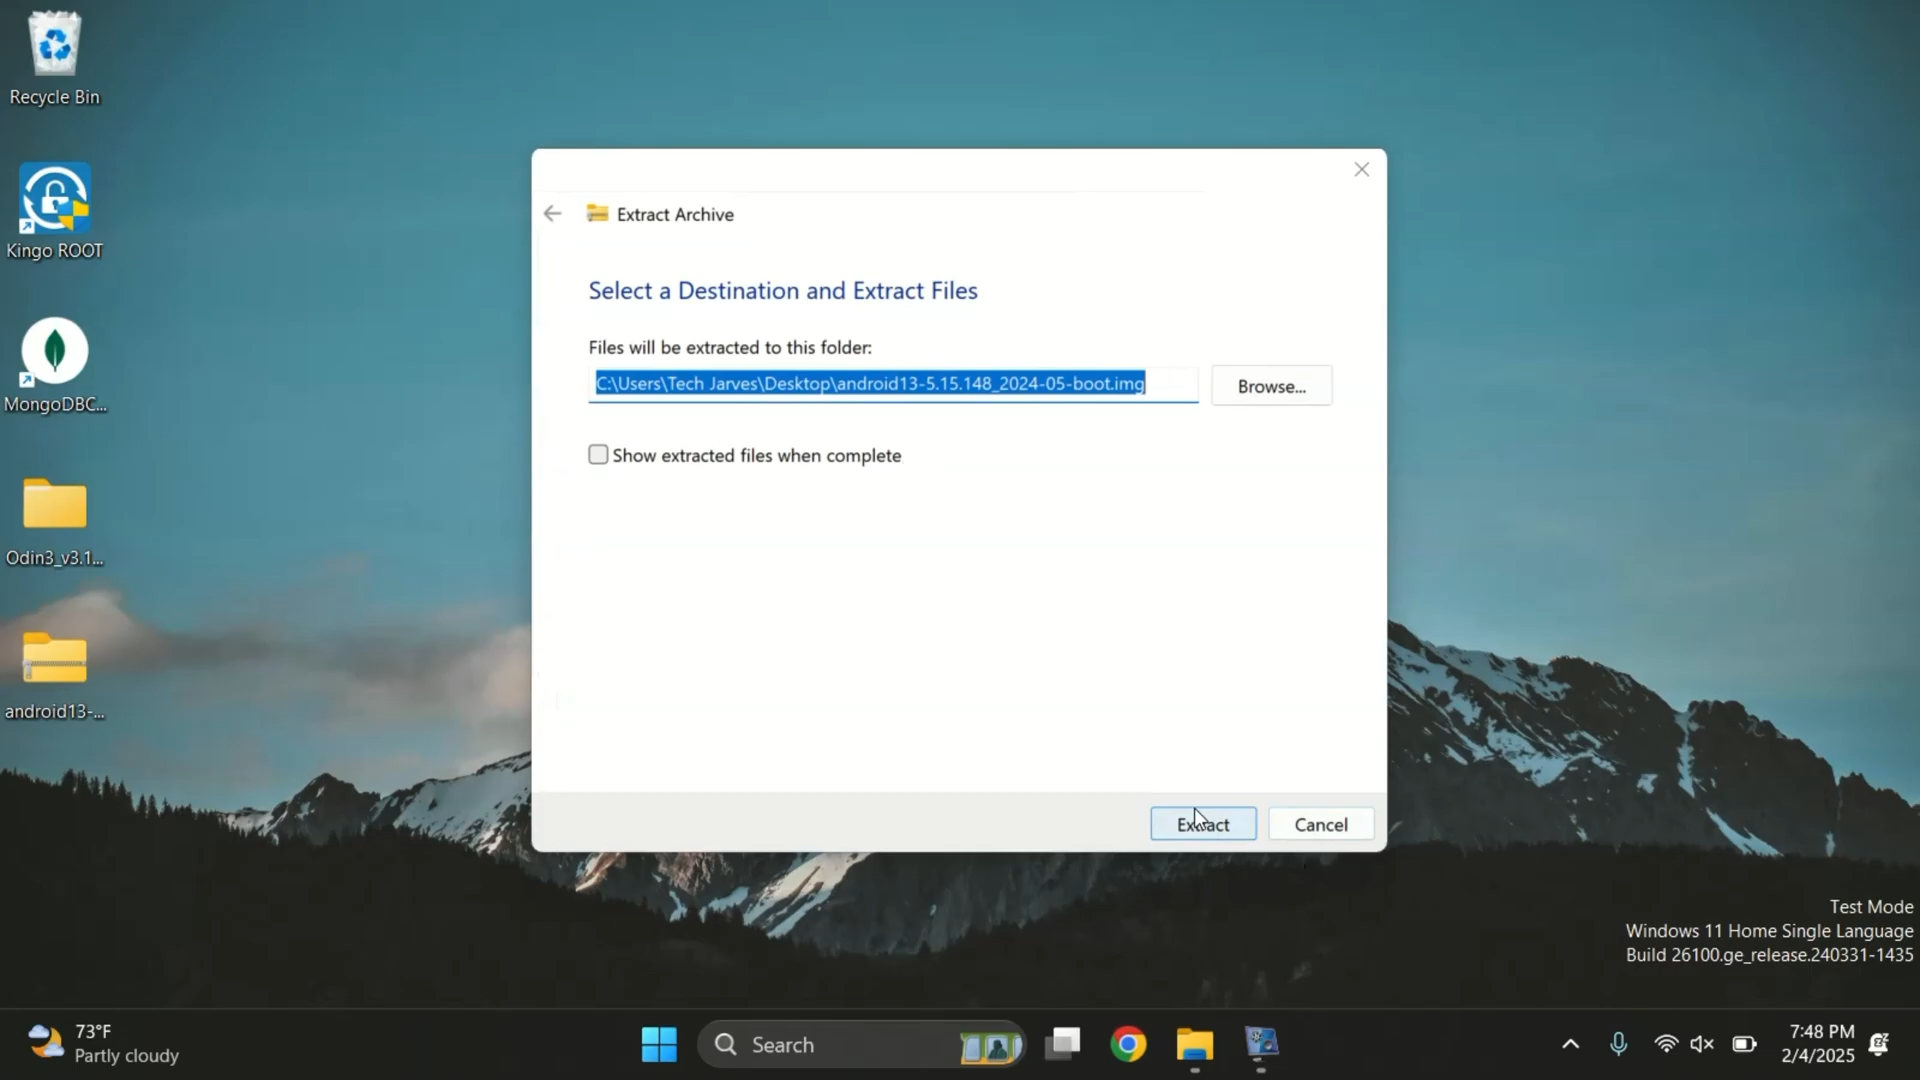 Recycle Bin
Kingo ROOT
MongoDBC...
Odin3_v3.1...
android13-...
Extract Archive
Select a Destination and Extract Files
Files will be extracted to this folder:
C:\Users\Tech Jarves\Desktop\android13-5.15.148_2024-05-boot.img
Browse...
Show extracted files when complete
Extract
Cancel
Test Mode
Windows 11 Home Single Language
Build 26100.ge_release.240331-1435
73°F
Partly cloudy
Search
7:48 PM
2/4/2025